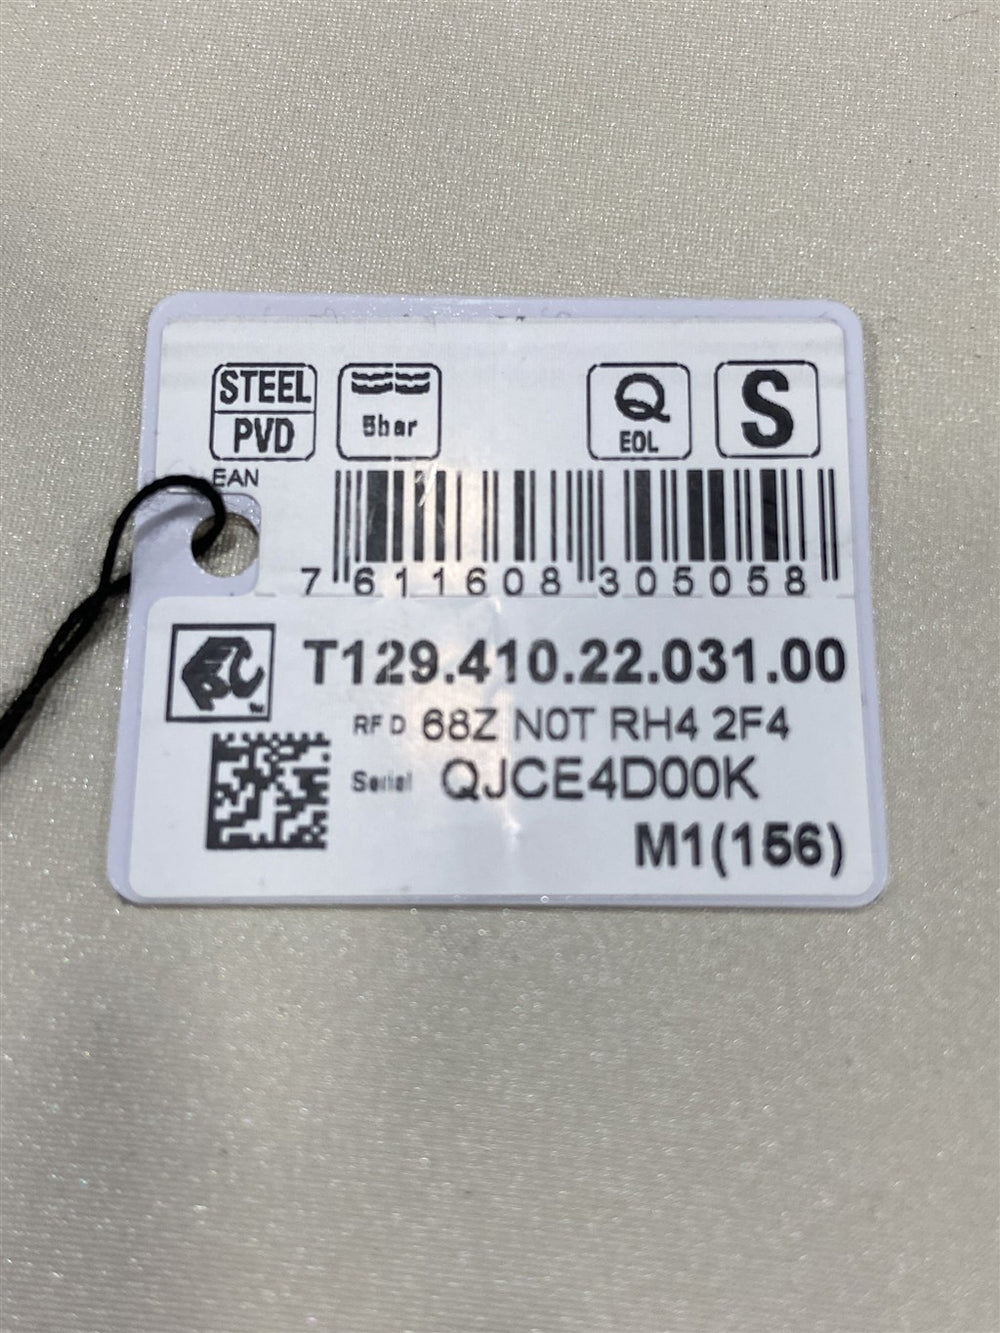 STEEL
PVD
5bar
Q
EOL
S
EAN
7 611608 305058
T129.410.22.031.00
RF D 68Z N0T RH4 2F4
Serial QJCE4D00K
M1(156)